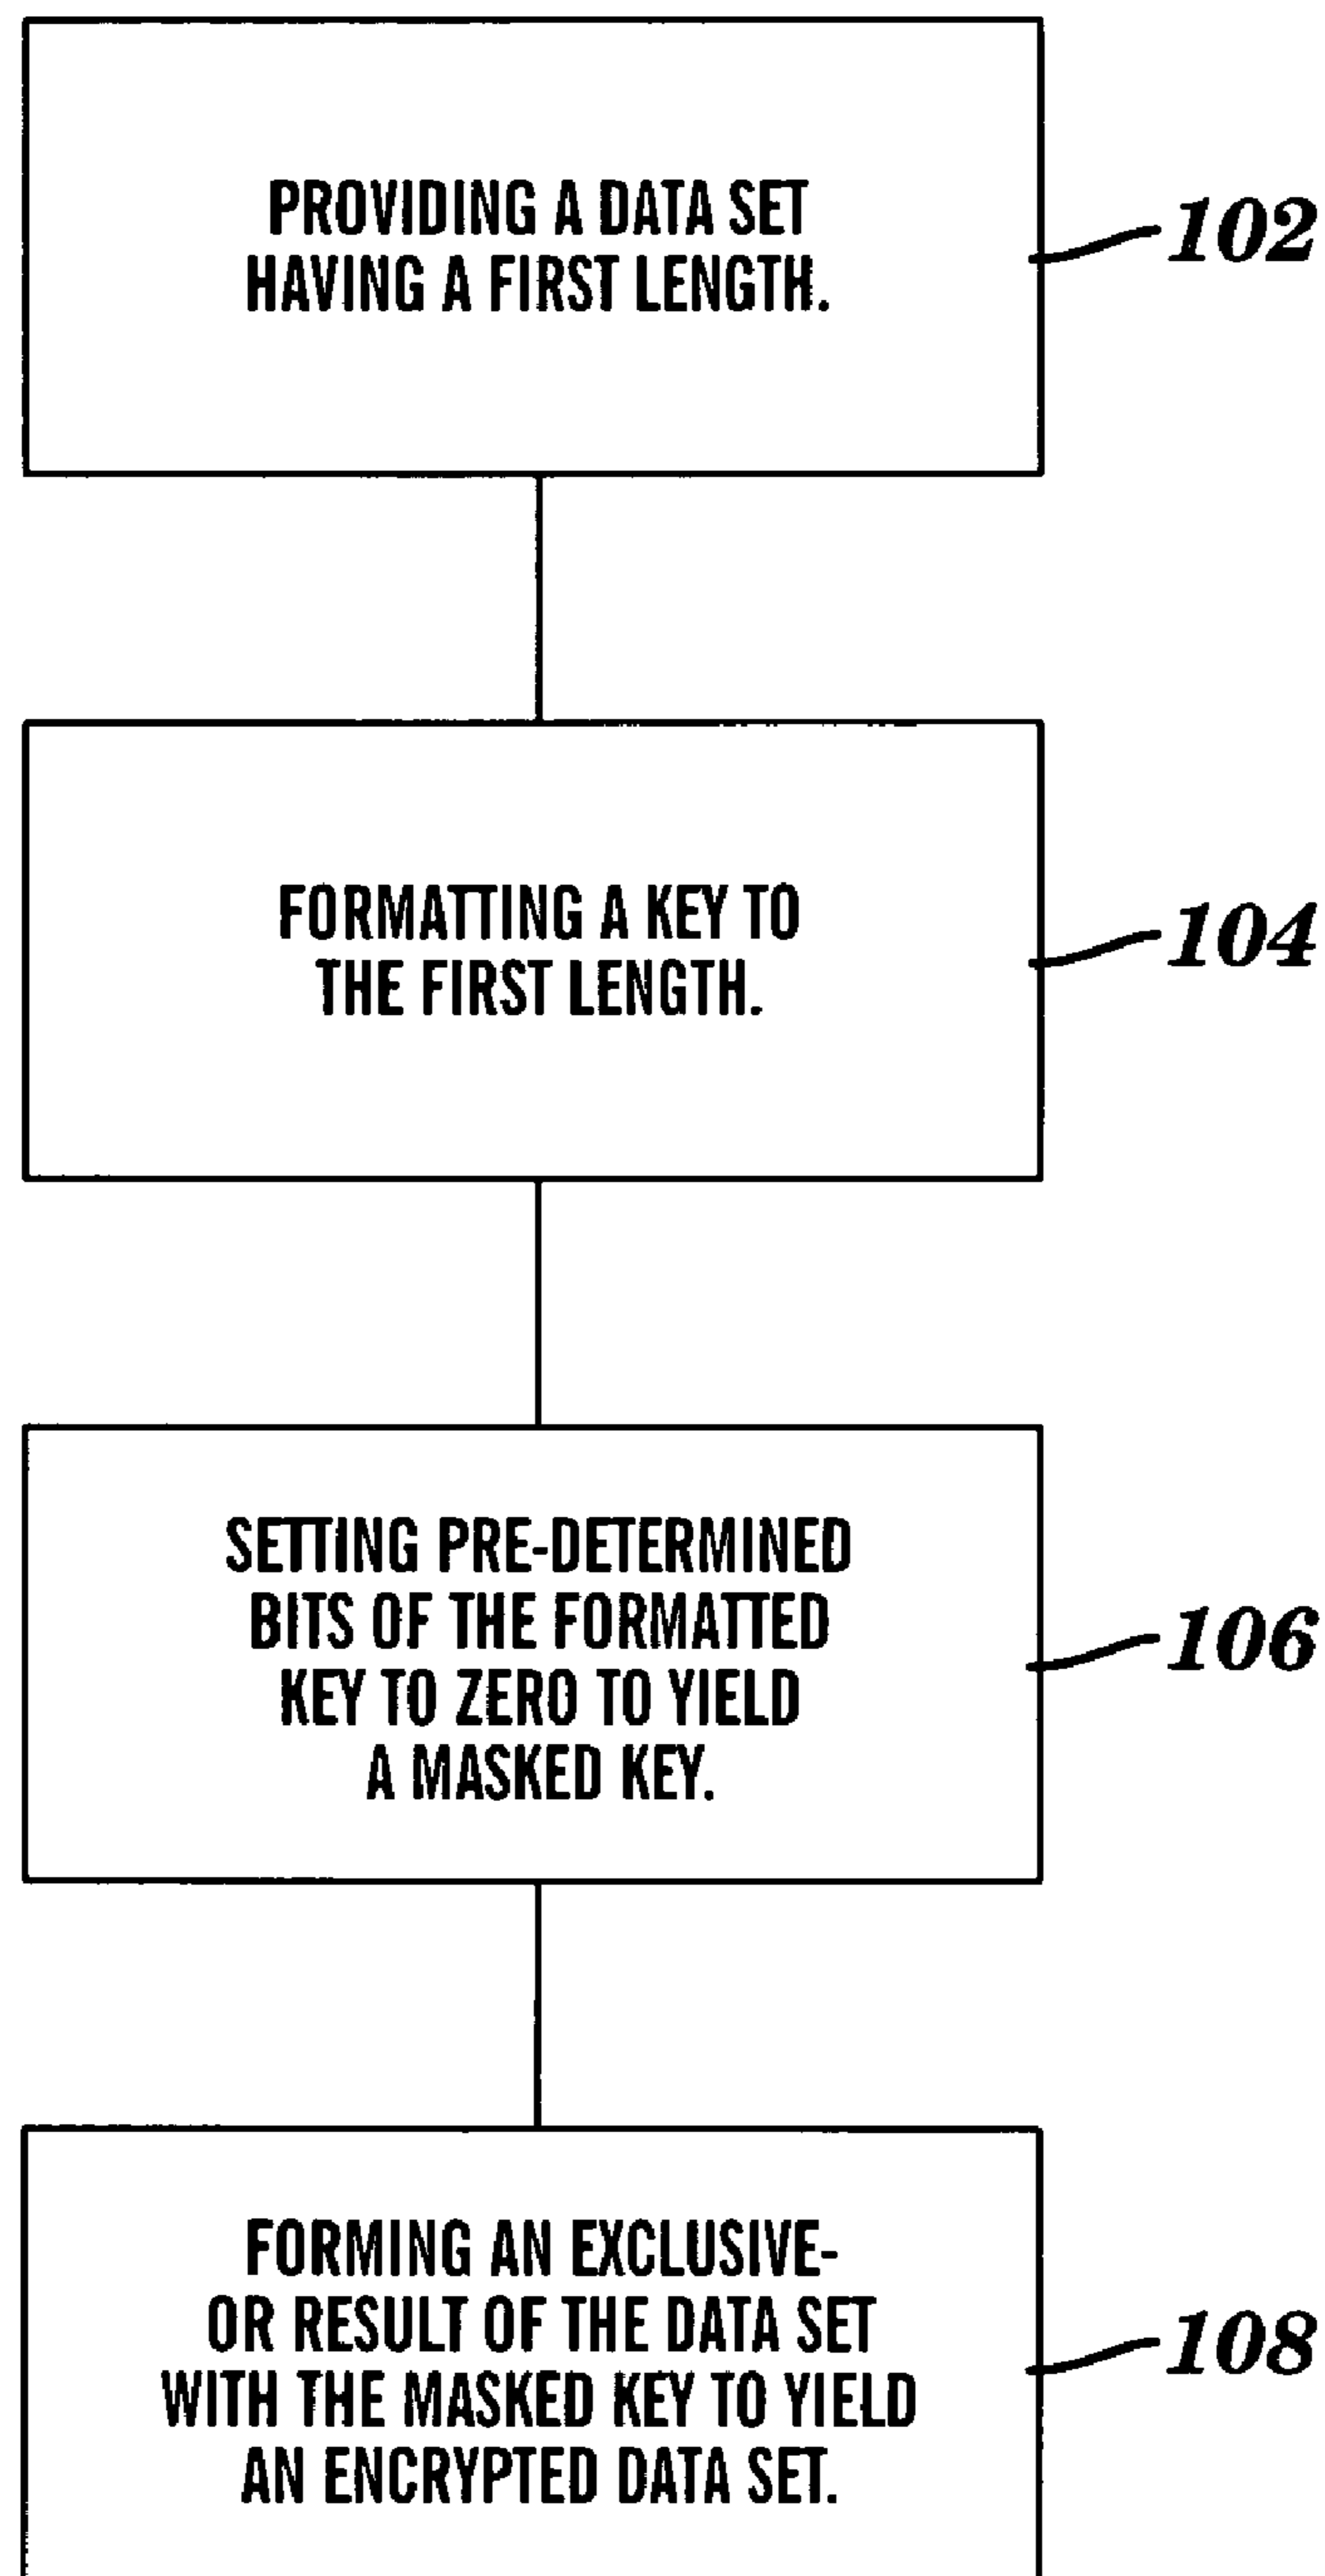 PROVIDING A DATA SET
HAVING A FIRST LENGTH.
102
FORMATTING A KEY TO
THE FIRST LENGTH.
104
SETTING PRE-DETERMINED
BITS OF THE FORMATTED
KEY TO ZERO TO YIELD
A MASKED KEY.
106
FORMING AN EXCLUSIVE-
OR RESULT OF THE DATA SET
WITH THE MASKED KEY TO YIELD
AN ENCRYPTED DATA SET.
108